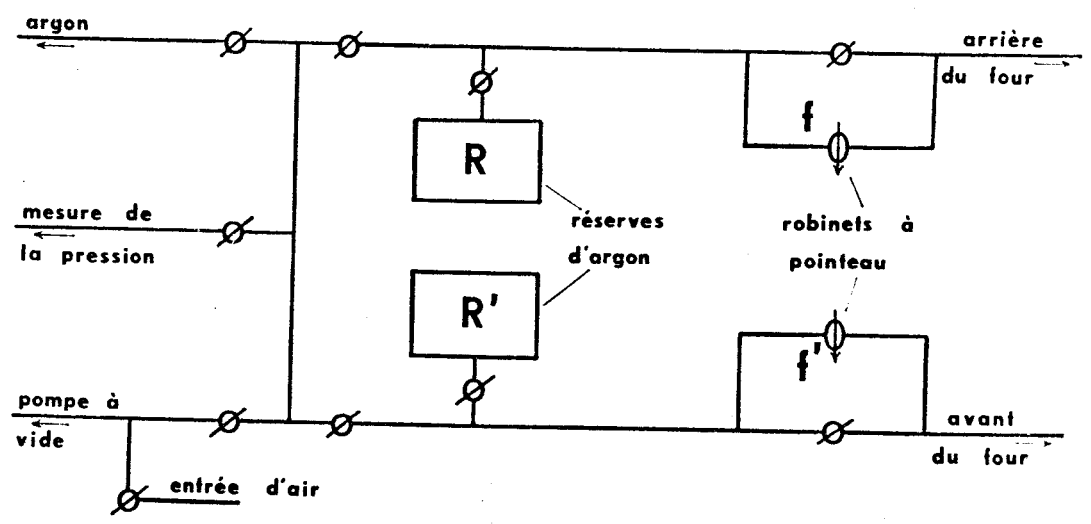 argon
arrière
du four
f
R
mesure de
la pression
réserves
d'argon
robinets à
pointeau
R'
f'
pompe à
vide
avant
du four
entrée d'air